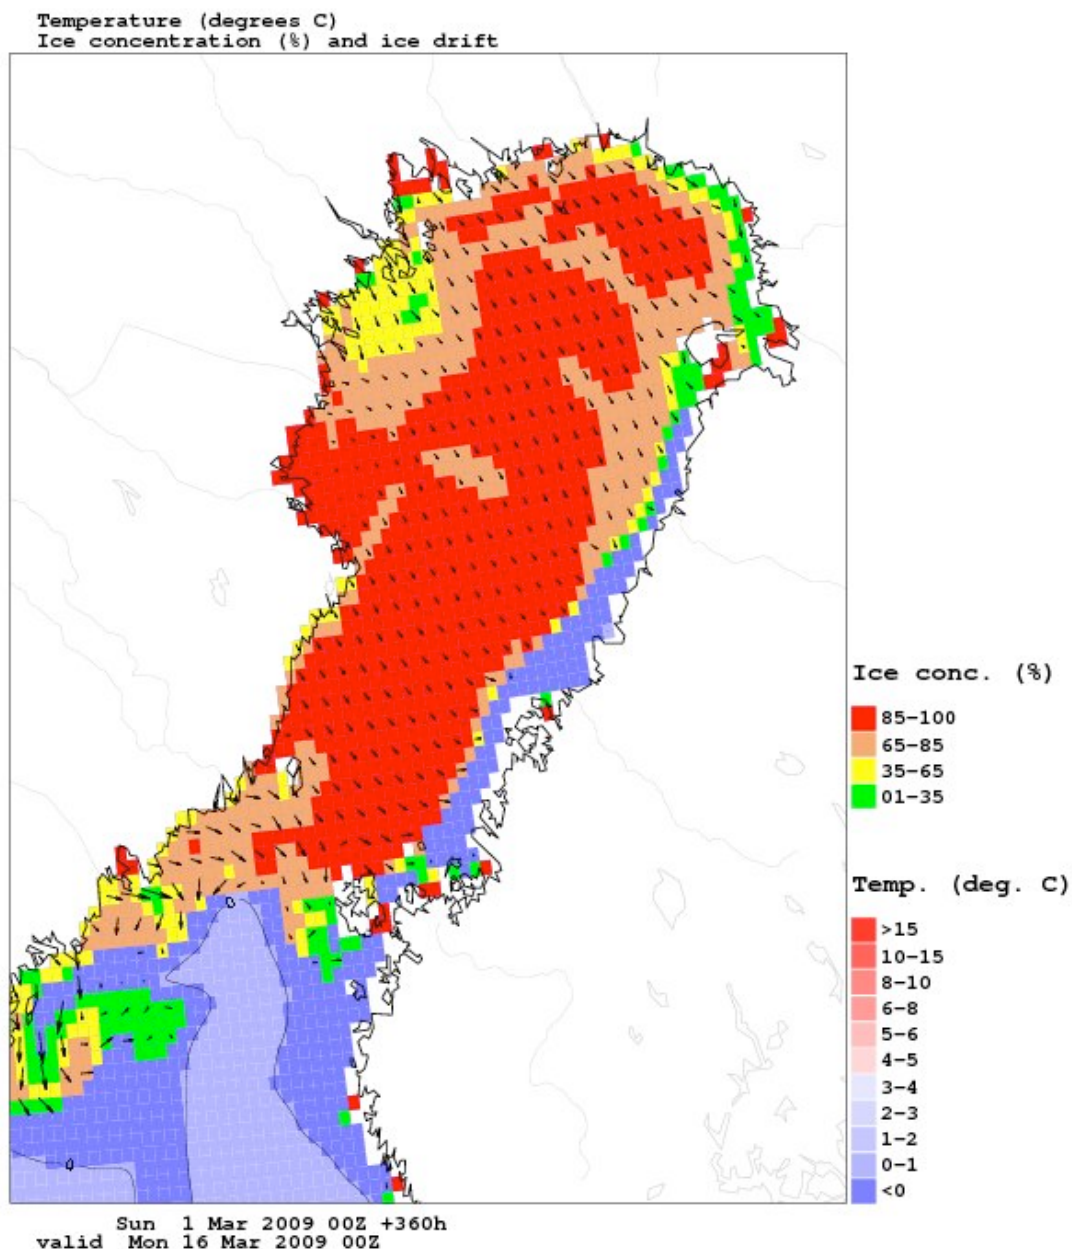 Temperature (degrees C)
Ice concentration (%) and ice drift
Ice conc. (%)
85-100
65-85
35-65
01-35
Temp. (deg. C)
>15
10-15
8-10
6-8
5-6
4-5
3-4
2-3
1-2
0-1
<0
0
0
Sun 1 Mar 2009 00Z +360h
valid Mon 16 Mar 2009 00Z